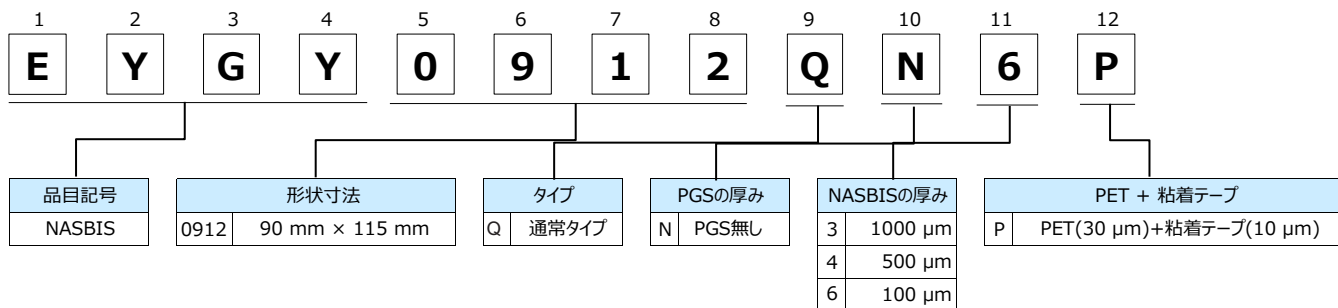 1 2 3 4 5 6 7 8 9 10 11 12
E Y G Y 0 9 1 2 Q N 6 P
品目記号 形状寸法 タイプ PGSの厚み NASBISの厚み PET + 粘着テープ
NASBIS 0912 90 mm × 115 mm Q 通常タイプ N PGS無し 3 1000 μm P PET(30 μm)+粘着テープ(10 μm)
4 500 μm
6 100 μm